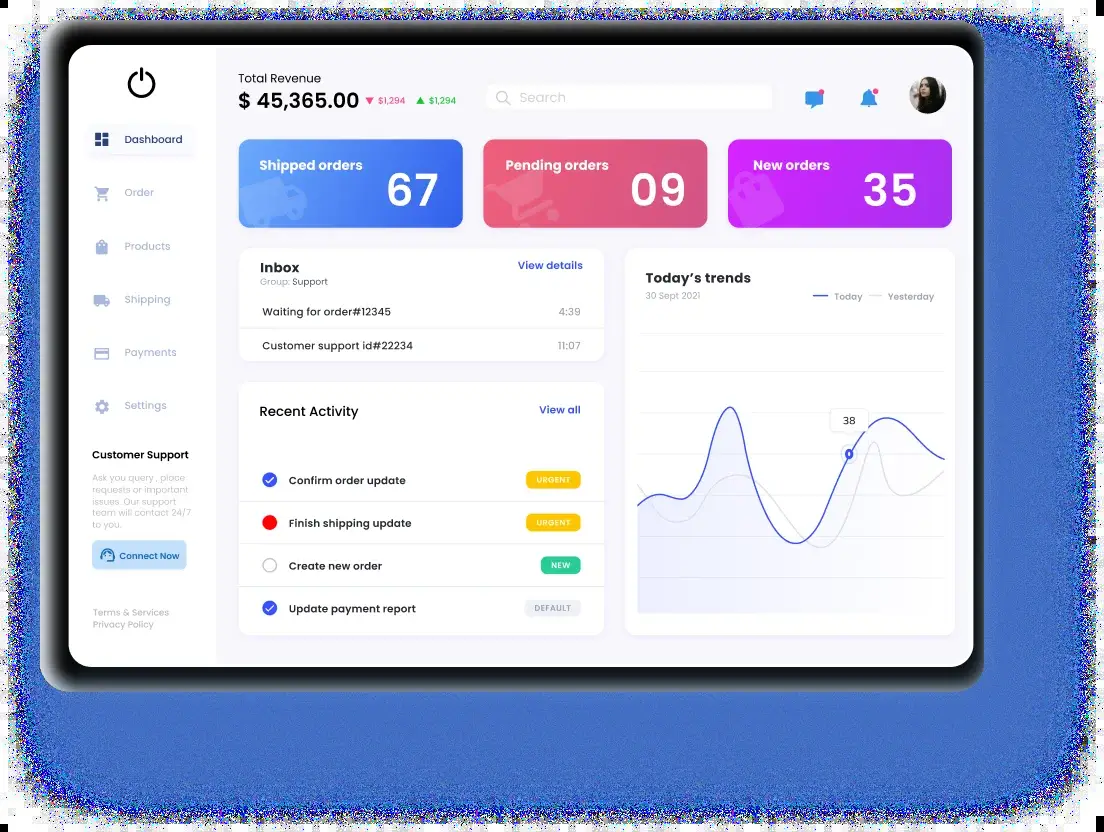 Total Revenue
$ 45,365.00 ▼ $1,294 ▲ $1,294
Search
Dashboard
Order
Products
Shipping
Payments
Settings
Customer Support
Ask you query , place
requests or important
issues. Our support
team will contact 24/7
to you.
Connect Now
Terms & Services
Privacy Policy
Shipped orders
67
Pending orders
09
New orders
35
Inbox
View details
Group: Support
Waiting for order#12345 4:39
Customer support id#22234 11:07
Recent Activity
View all
Confirm order update URGENT
Finish shipping update URGENT
Create new order NEW
Update payment report DEFAULT
Today’s trends
30 Sept 2021
Today Yesterday
38